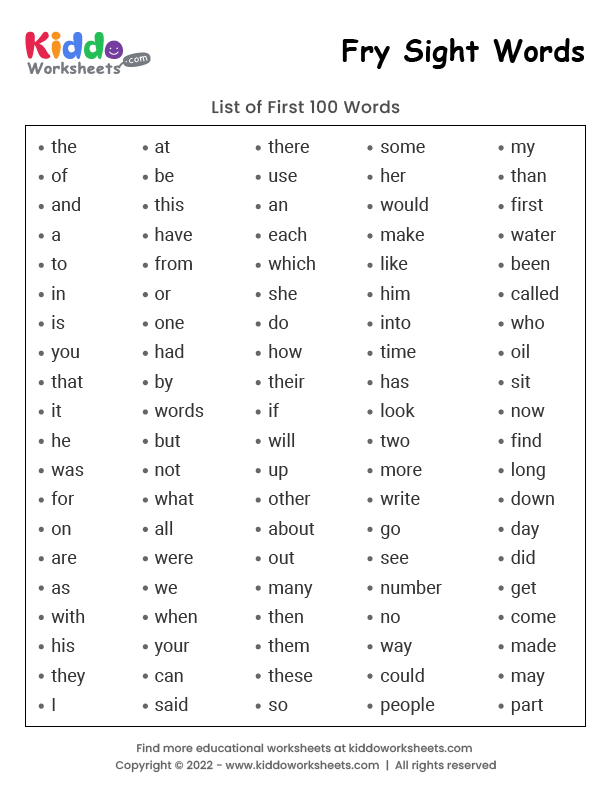 Kiddo
Worksheets .com
Fry Sight Words
List of First 100 Words
• the • at • there • some • my
• of • be • use • her • than
• and • this • an • would • first
• a • have • each • make • water
• to • from • which • like • been
• in • or • she • him • called
• is • one • do • into • who
• you • had • how • time • oil
• that • by • their • has • sit
• it • words • if • look • now
• he • but • will • two • find
• was • not • up • more • long
• for • what • other • write • down
• on • all • about • go • day
• are • were • out • see • did
• as • we • many • number • get
• with • when • then • no • come
• his • your • them • way • made
• they • can • these • could • may
• I • said • so • people • part
Find more educational worksheets at kiddoworksheets.com
Copyright © 2022 - www.kiddoworksheets.com | All rights reserved